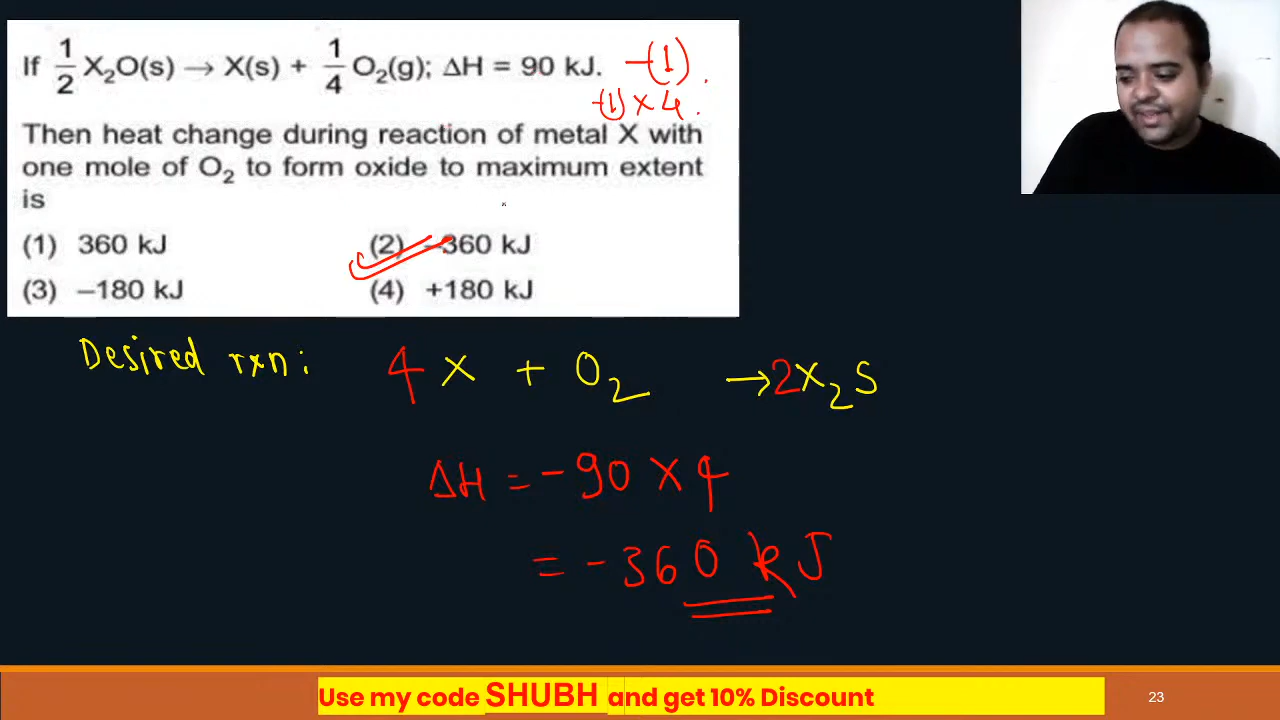 If 1/2 X₂O(s) → X(s) + 1/4 O₂(g); ΔH = 90 kJ. –(1).
–(1) × 4.
Then heat change during reaction of metal X with
one mole of O₂ to form oxide to maximum extent
is
(1) 360 kJ (2) –360 kJ
(3) –180 kJ (4) +180 kJ
Desired rxn: 4 X + O₂ → 2X₂S
ΔH = -90 × 4
= -360 kJ
Use my code SHUBH and get 10% Discount
23